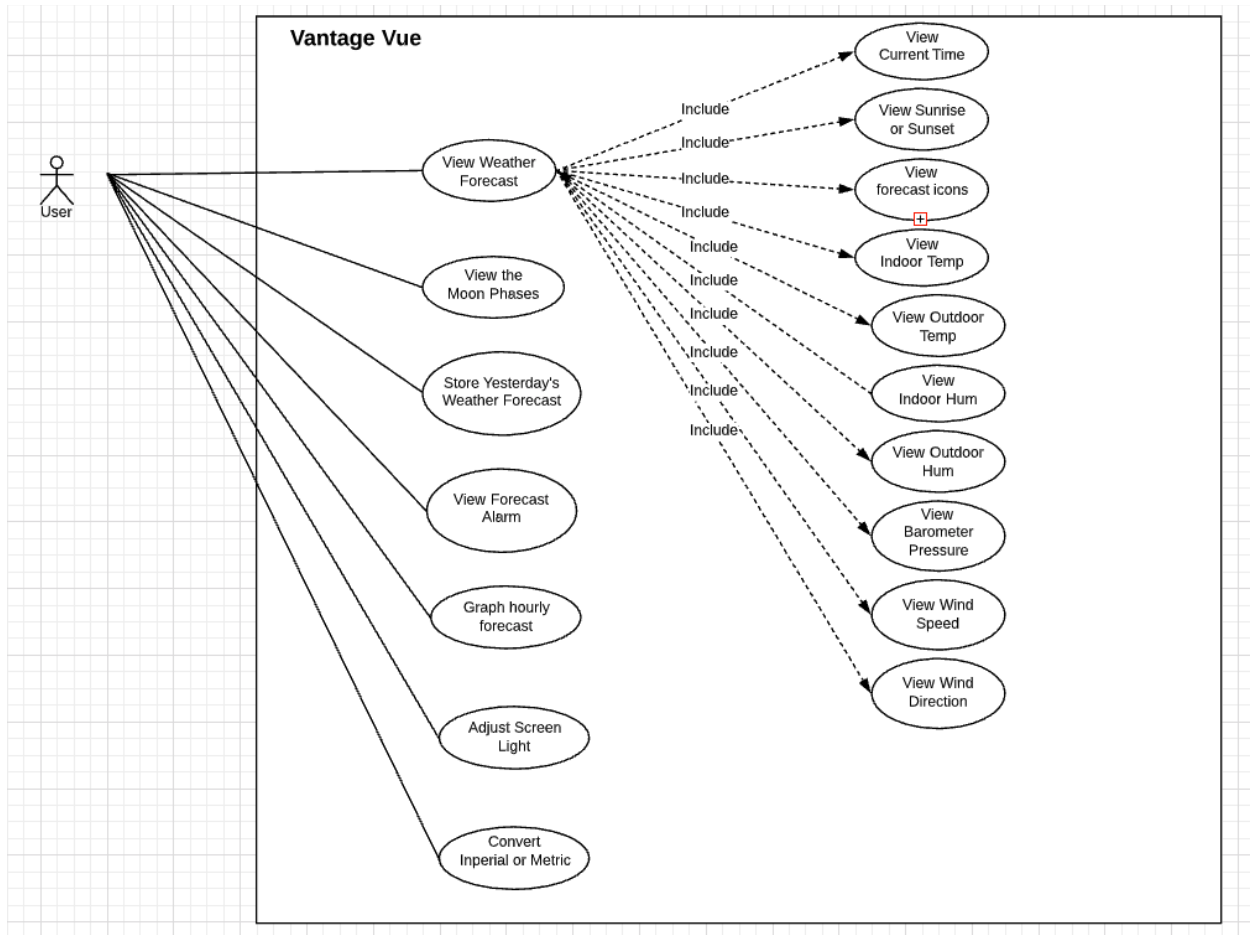 Vantage Vue
User
View Weather
Forecast
View the
Moon Phases
Store Yesterday's
Weather Forecast
View Forecast
Alarm
Graph hourly
forecast
Adjust Screen
Light
Convert
Inperial or Metric
Include
Include
Include
Include
Include
Include
Include
Include
Include
Include
View
Current Time
View Sunrise
or Sunset
View
forecast icons
View
Indoor Temp
View Outdoor
Temp
View
Indoor Hum
View Outdoor
Hum
View
Barometer
Pressure
View Wind
Speed
View Wind
Direction